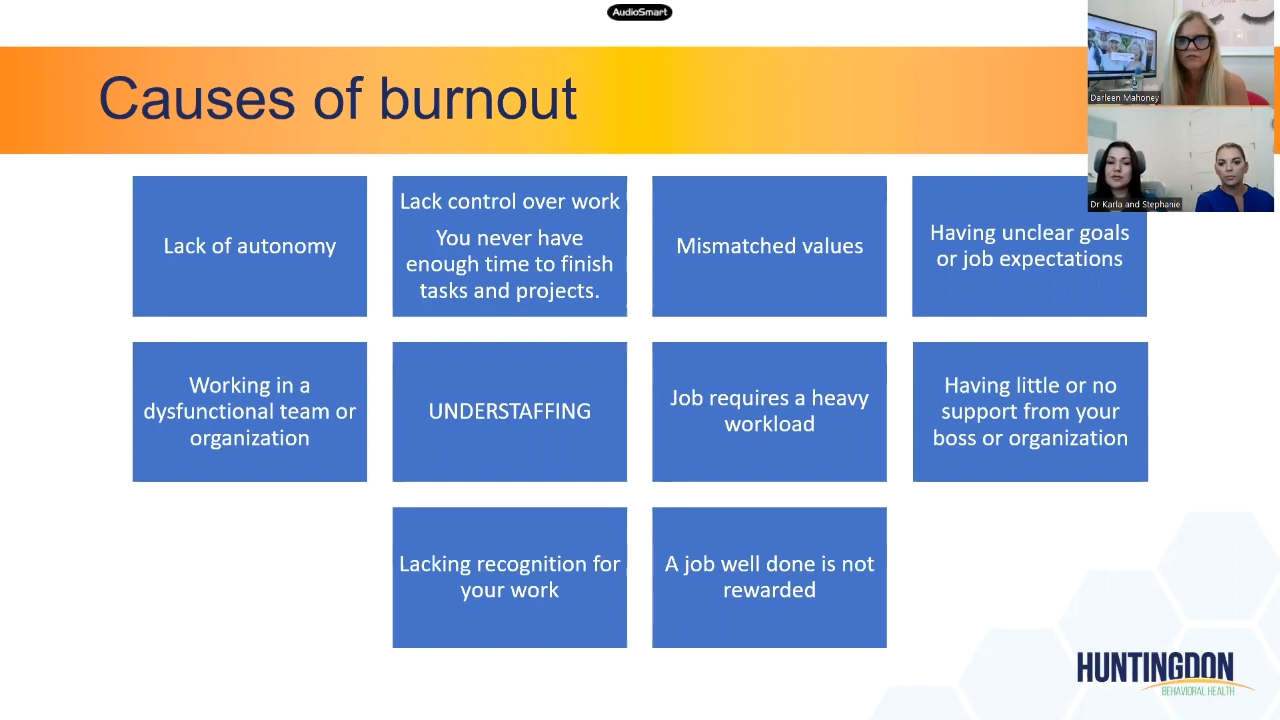 AudioSmart
Causes of burnout
Darleen Mahoney
Dr Karla and Stephanie
Lack of autonomy
Lack control over work
You never have
enough time to finish
tasks and projects.
Mismatched values
Having unclear goals
or job expectations
Working in a
dysfunctional team or
organization
UNDERSTAFFING
Job requires a heavy
workload
Having little or no
support from your
boss or organization
Lacking recognition for
your work
A job well done is not
rewarded
HUNTINGDON
BEHAVIORAL HEALTH